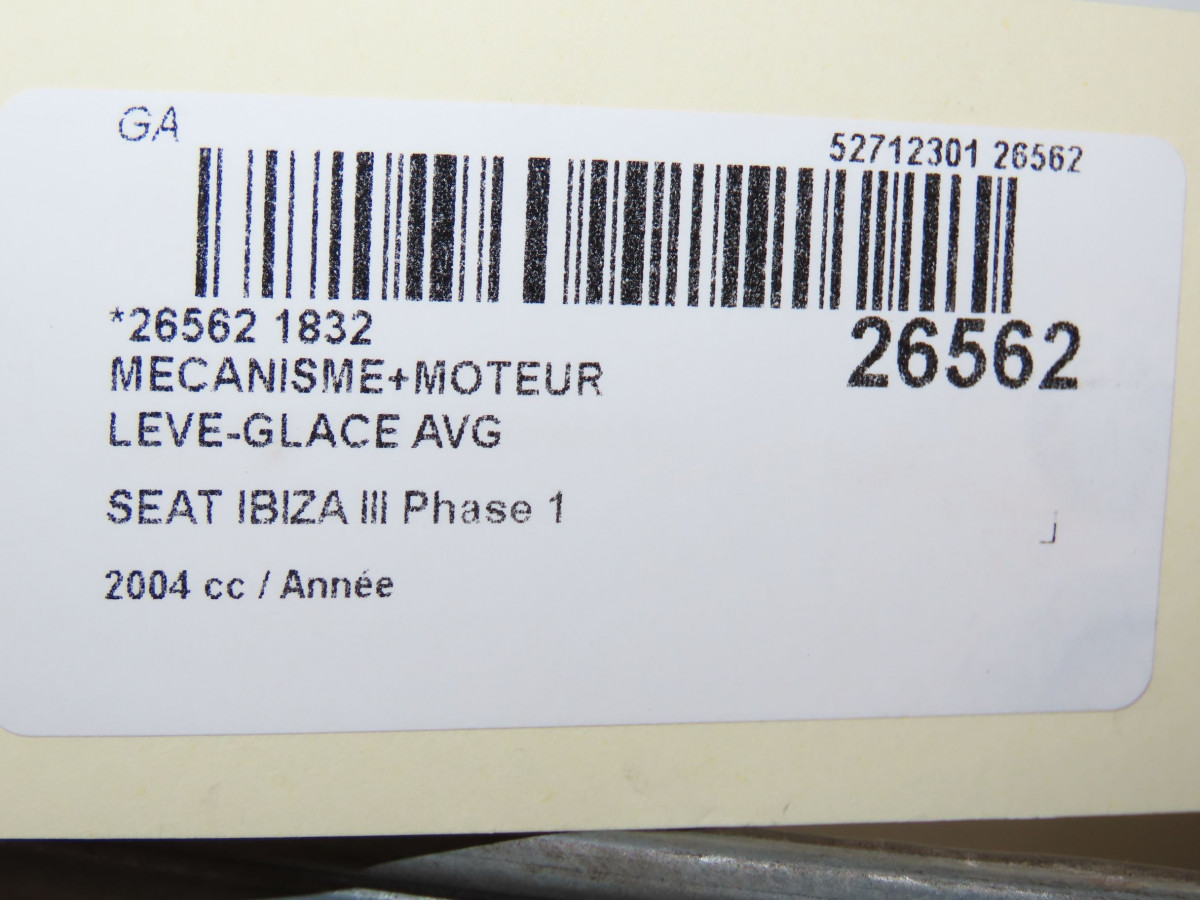 GA
52712301 26562
*26562 1832
26562
MECANISME+MOTEUR
LEVE-GLACE AVG
SEAT IBIZA III Phase 1
2004 cc / Année